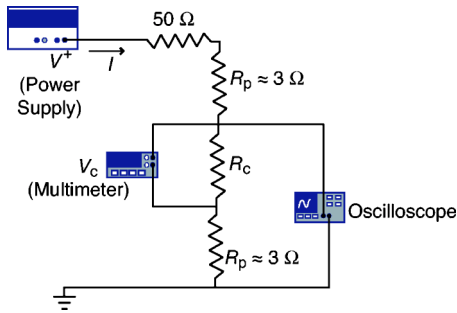 50 Ω
V+
I
(Power
Supply)
Rp ≈ 3 Ω
Vc
(Multimeter)
Rc
Oscilloscope
Rp ≈ 3 Ω